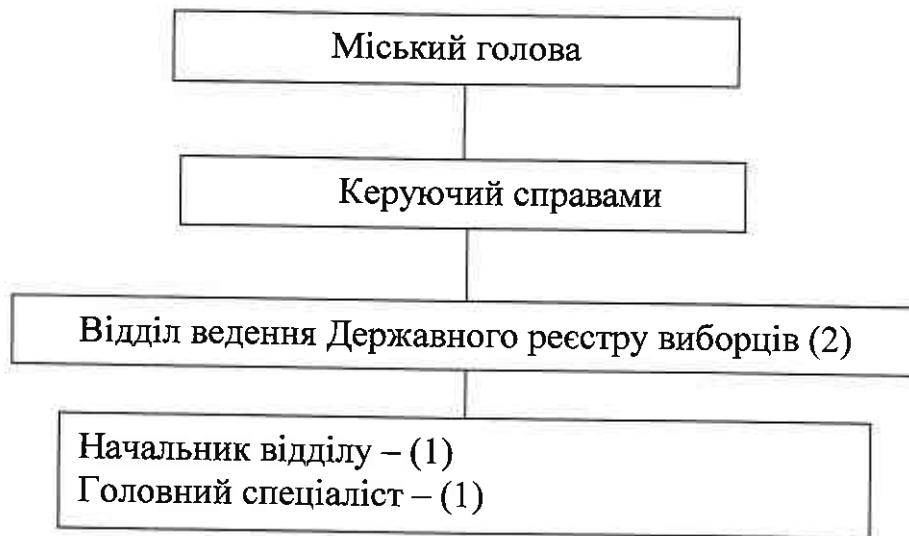 Міський голова
Керуючий справами
Відділ ведення Державного реєстру виборців (2)
Начальник відділу – (1)
Головний спеціаліст – (1)